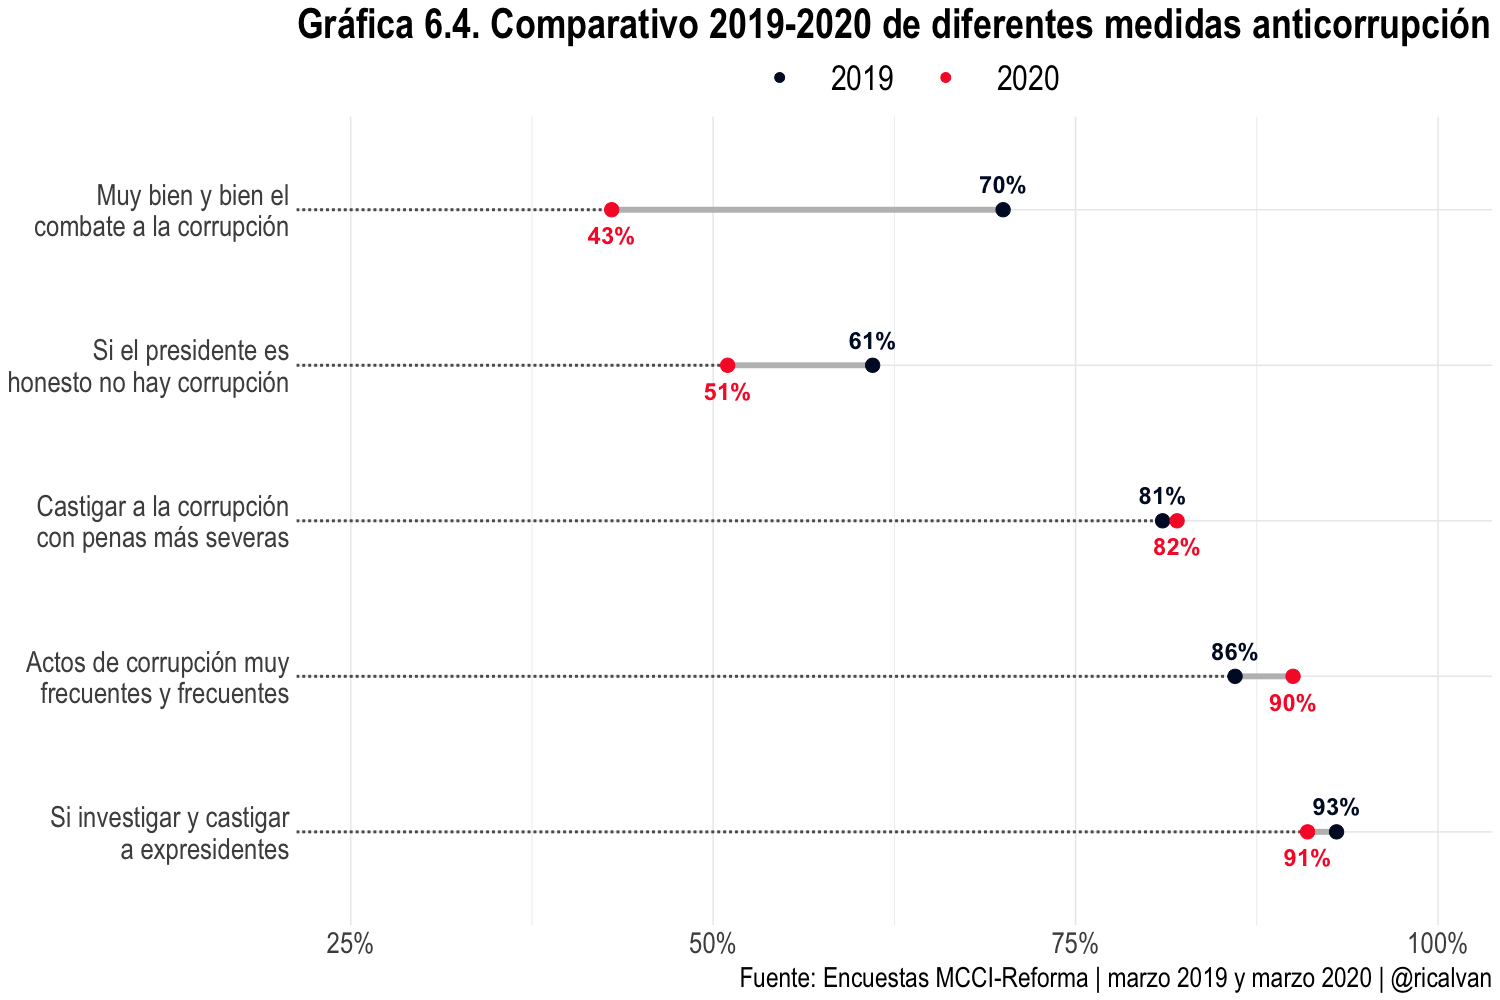 Gráfica 6.4. Comparativo 2019-2020 de diferentes medidas anticorrupción
2019 2020
Muy bien y bien el
combate a la corrupción
70%
43%
Si el presidente es
honesto no hay corrupción
61%
51%
Castigar a la corrupción
con penas más severas
81%
82%
Actos de corrupción muy
frecuentes y frecuentes
86%
90%
Si investigar y castigar
a expresidentes
93%
91%
25% 50% 75% 100%
Fuente: Encuestas MCCI-Reforma | marzo 2019 y marzo 2020 | @ricalvan